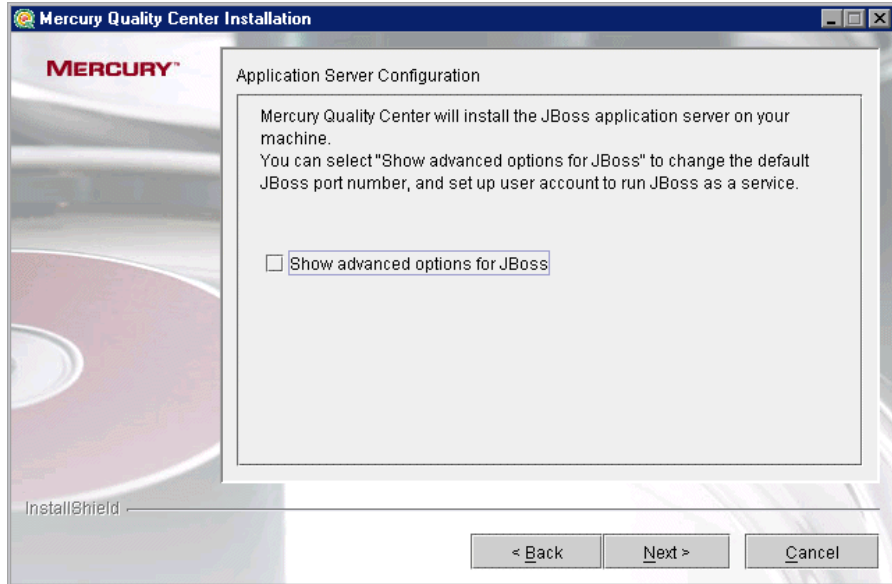 Mercury Quality Center Installation
MERCURY™
Application Server Configuration
Mercury Quality Center will install the JBoss application server on your
machine.
You can select "Show advanced options for JBoss" to change the default
JBoss port number, and set up user account to run JBoss as a service.
Show advanced options for JBoss
InstallShield
< Back
Next >
Cancel